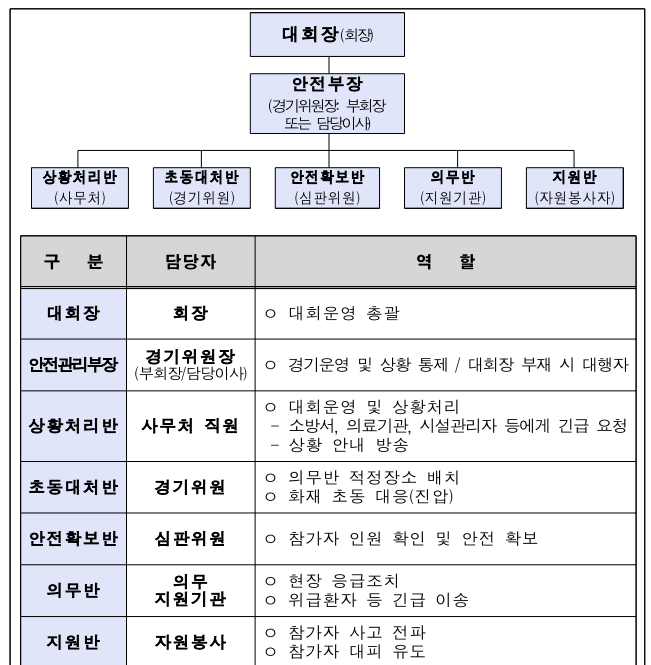 대회장(회장)
안전부장
(경기위원장: 부회장
또는 담당이사)
상황처리반
(사무처)
초동대처반
(경기위원)
안전확보반
(심판위원)
의무반
(지원기관)
지원반
(자원봉사자)
구 분 담당자 역 할
대회장 회장 ㅇ 대회운영 총괄
안전관리부장 경기위원장
(부회장/담당이사)
ㅇ 경기운영 및 상황 통제 / 대회장 부재 시 대행자
상황처리반 사무처 직원
ㅇ 대회운영 및 상황처리
- 소방서, 의료기관, 시설관리자 등에게 긴급 요청
- 상황 안내 방송
초동대처반 경기위원
ㅇ 의무반 적정장소 배치
ㅇ 화재 초동 대응(진압)
안전확보반 심판위원 ㅇ 참가자 인원 확인 및 안전 확보
의무반 의무
지원기관
ㅇ 현장 응급조치
ㅇ 위급환자 등 긴급 이송
지원반 자원봉사
ㅇ 참가자 사고 전파
ㅇ 참가자 대피 유도